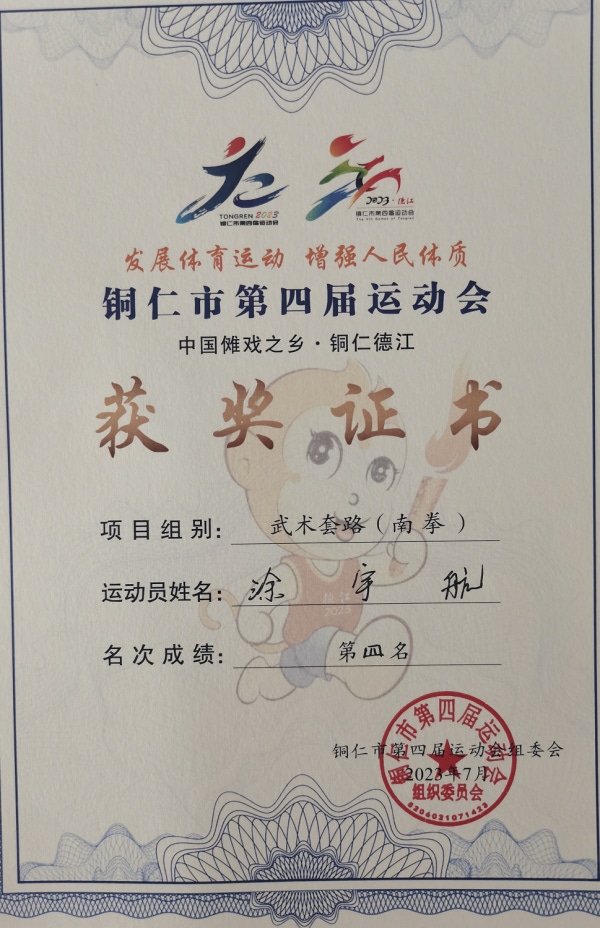 TONGREN 2023
铜仁市第四届运动会
2023·德江
铜仁市第四届运动会
发展体育运动 增强人民体质
铜仁市第四届运动会
中国傩戏之乡·铜仁德江
获奖证书
项目组别: 武术套路(南拳)
运动员姓名: 涂宇航
名次成绩: 第四名
铜仁市第四届运动会组委会
2023年7月
铜仁市第四届运动会
组织委员会
5206021071423